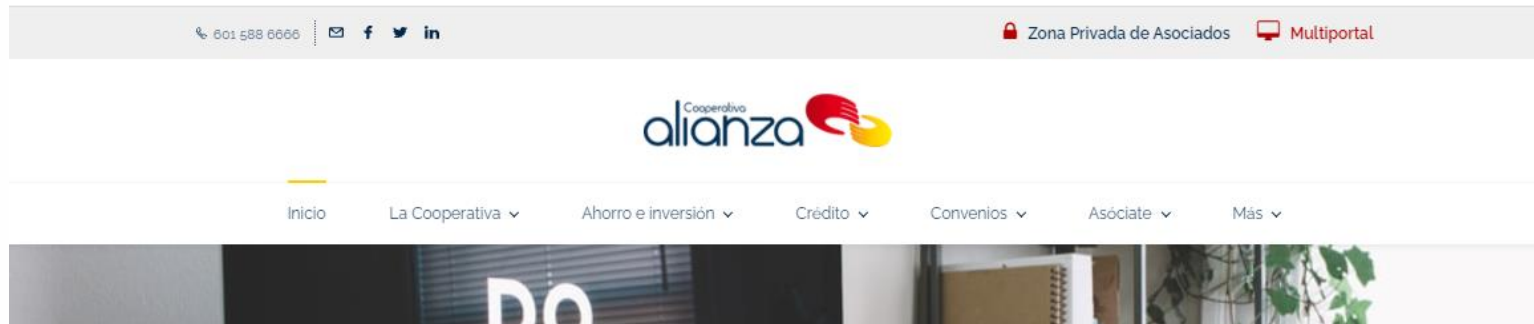 601 588 6666
Zona Privada de Asociados
Multiportal
Cooperativa
alianza
Inicio
La Cooperativa
Ahorro e inversión
Crédito
Convenios
Asóciate
Más
DO